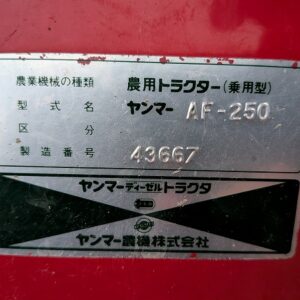 農業機械の種類 農用トラクター(乗用型)
型式名 ヤンマー AF-250
区分
製造番号 43667
ヤンマーディーゼルトラクタ
ヤンマー農機株式会社